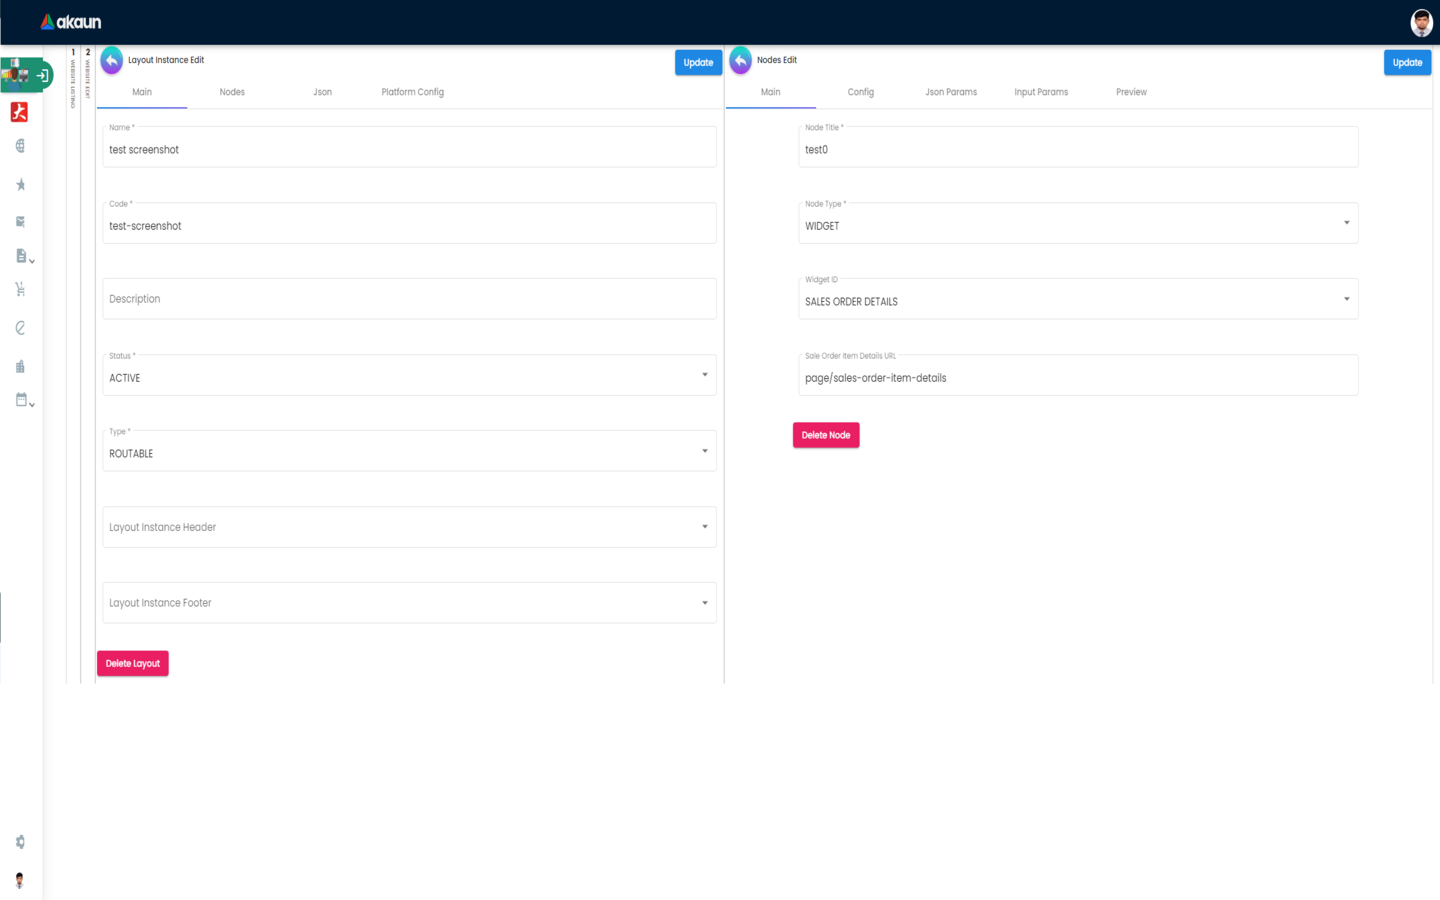 akaun
1 WEBSITE LISTING
2 WEBSITE EDIT
Layout Instance Edit
Update
Main Nodes Json Platform Config
Name *
test screenshot
Code *
test-screenshot
Description
Status *
ACTIVE
Type *
ROUTABLE
Layout Instance Header
Layout Instance Footer
Delete Layout
Nodes Edit
Update
Main Config Json Params Input Params Preview
Node Title *
test0
Node Type *
WIDGET
Widget ID
SALES ORDER DETAILS
Sale Order Item Details URL
page/sales-order-item-details
Delete Node